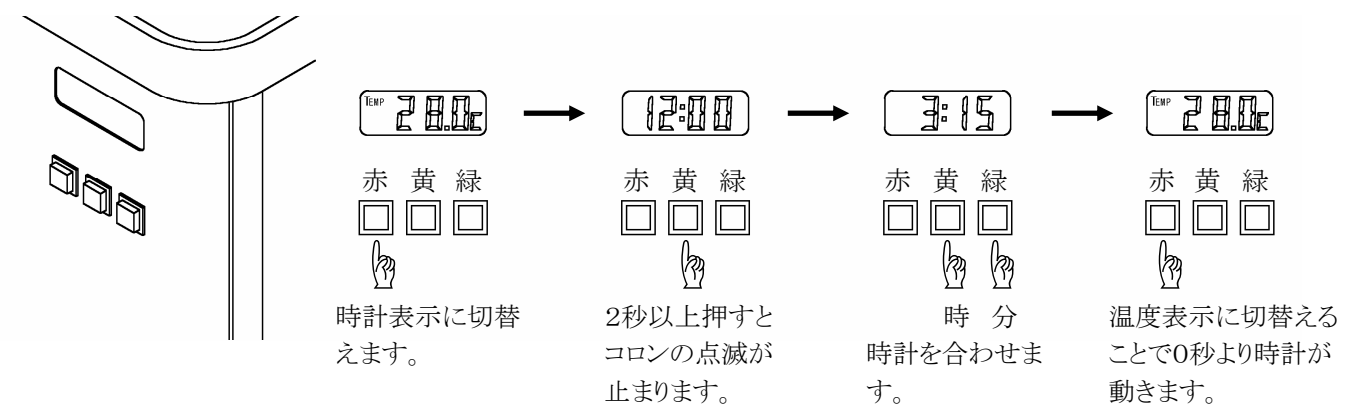 TEMP 28.0c
12:00
3:15
TEMP 28.0c
赤 黄 緑
赤 黄 緑
赤 黄 緑
赤 黄 緑
時計表示に切替
えます。
2秒以上押すと
コロンの点滅が
止まります。
時 分
時計を合わせま
す。
温度表示に切替える
ことで0秒より時計が
動きます。